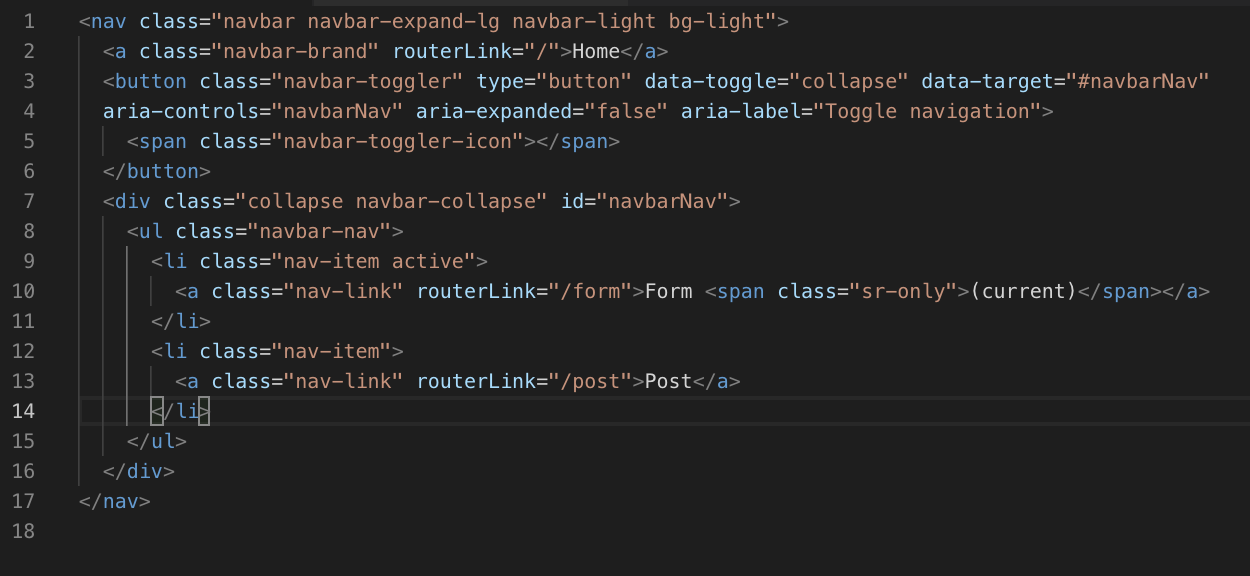 1 <nav class="navbar navbar-expand-lg navbar-light bg-light">
2   <a class="navbar-brand" routerLink="/">Home</a>
3   <button class="navbar-toggler" type="button" data-toggle="collapse" data-target="#navbarNav"
4   aria-controls="navbarNav" aria-expanded="false" aria-label="Toggle navigation">
5     <span class="navbar-toggler-icon"></span>
6   </button>
7   <div class="collapse navbar-collapse" id="navbarNav">
8     <ul class="navbar-nav">
9       <li class="nav-item active">
10         <a class="nav-link" routerLink="/form">Form <span class="sr-only">(current)</span></a>
11       </li>
12       <li class="nav-item">
13         <a class="nav-link" routerLink="/post">Post</a>
14       </li>
15     </ul>
16   </div>
17 </nav>
18